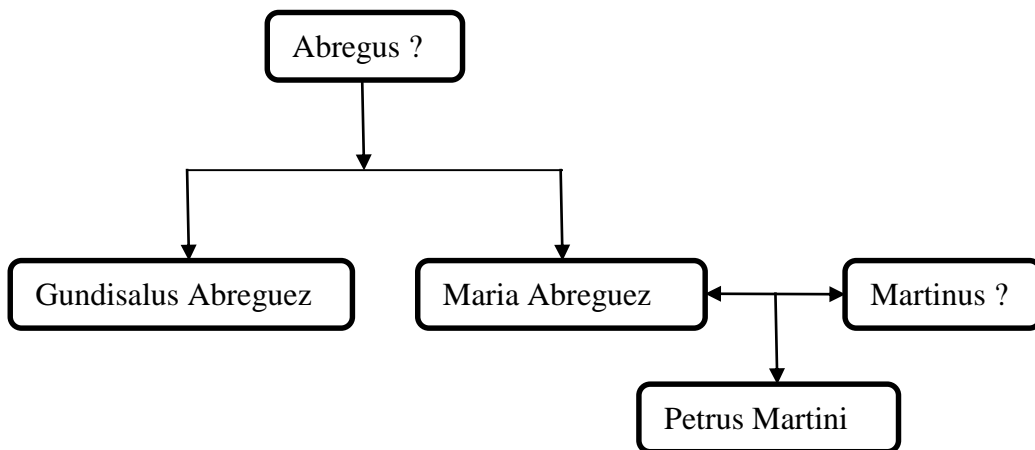 Abregus ?
Gundisalus Abreguez
Maria Abreguez
Martinus ?
Petrus Martini